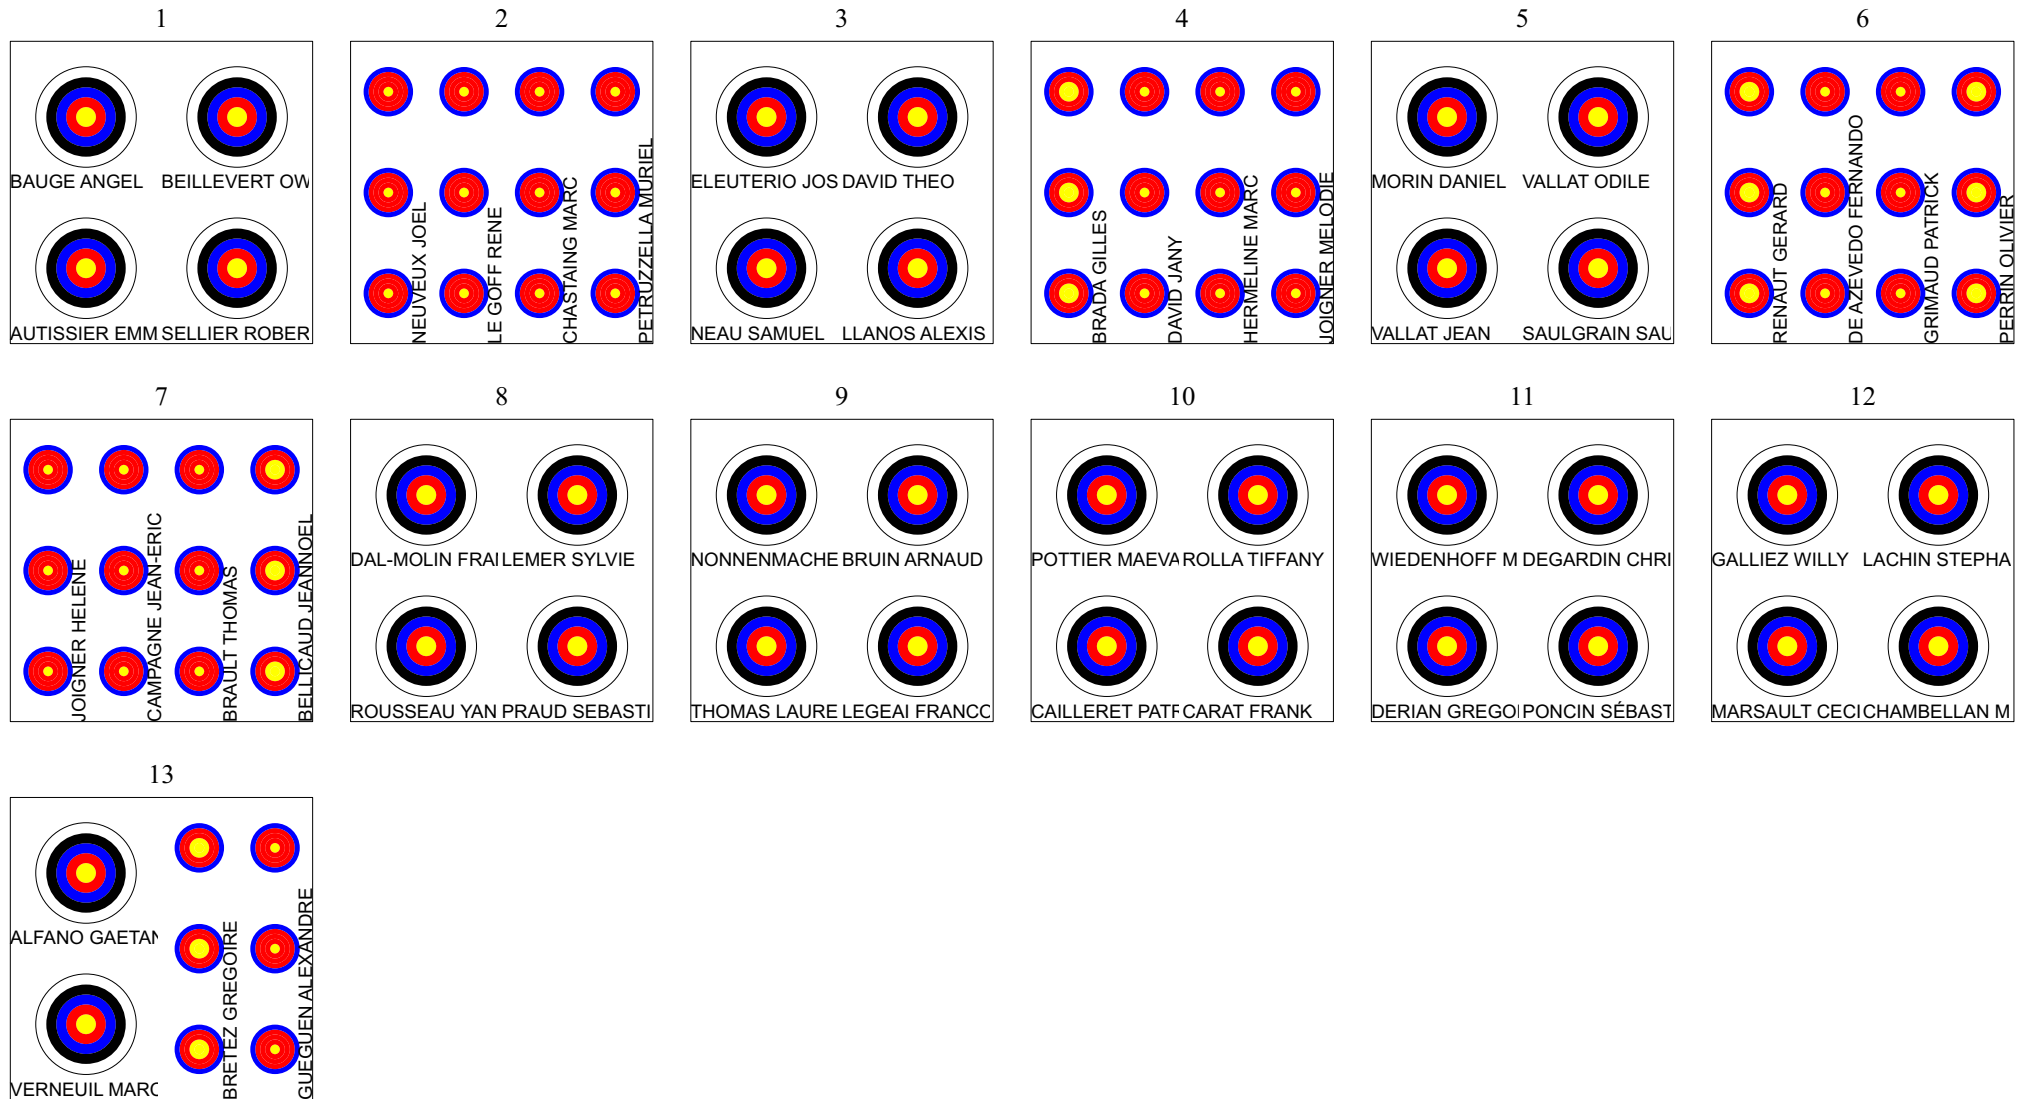 1
2
3
4
5
6
BAUGE ANGEL
BEILLEVERT OW
AUTISSIER EMM
SELLIER ROBER
NEUVEUX JOEL
LE GOFF RENE
CHASTAING MARC
PETRUZZELLA MURIEL
ELEUTERIO JOS
DAVID THEO
NEAU SAMUEL
LLANOS ALEXIS
BRADA GILLES
DAVID JANY
HERMELINE MARC
JOIGNER MELODIE
MORIN DANIEL
VALLAT ODILE
VALLAT JEAN
SAULGRAIN SAU
RENAUT GERARD
DE AZEVEDO FERNANDO
GRIMAUD PATRICK
PERRIN OLIVIER
7
8
9
10
11
12
JOIGNER HELENE
CAMPAGNE JEAN-ERIC
BRAULT THOMAS
BELLICAUD JEANNOEL
DAL-MOLIN FRAI
LEMER SYLVIE
ROUSSEAU YAN
PRAUD SEBASTI
NONNENMACHE
BRUIN ARNAUD
THOMAS LAURE
LEGEAI FRANCO
POTTIER MAEVA
ROLLA TIFFANY
CAILLERET PATR
CARAT FRANK
WIEDENHOFF M
DEGARDIN CHRI
DERIAN GREGOI
PONCIN SÉBAST
GALLIEZ WILLY
LACHIN STEPHA
MARSAULT CECI
CHAMBELLAN M
13
ALFANO GAETAN
VERNEUIL MARC
BRETEZ GREGOIRE
GUEGUEN ALEXANDRE